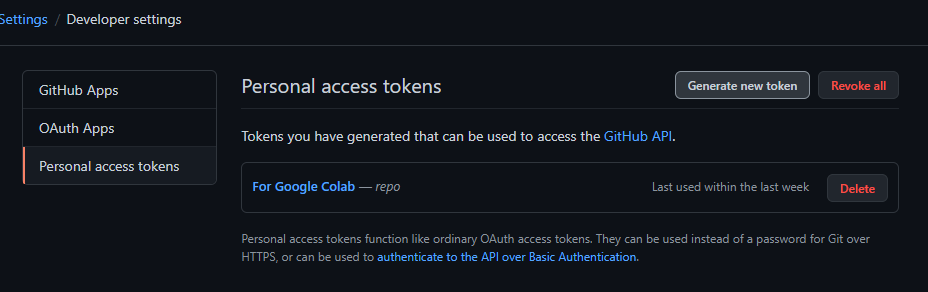 Settings / Developer settings
GitHub Apps
OAuth Apps
Personal access tokens
Personal access tokens
Generate new token
Revoke all
Tokens you have generated that can be used to access the GitHub API.
For Google Colab — repo
Last used within the last week
Delete
Personal access tokens function like ordinary OAuth access tokens. They can be used instead of a password for Git over
HTTPS, or can be used to authenticate to the API over Basic Authentication.